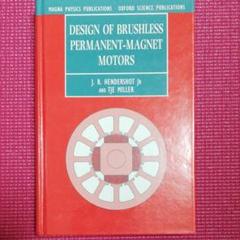 MAGNA PHYSICS PUBLICATIONS · OXFORD SCIENCE PUBLICATIONS
DESIGN OF BRUSHLESS
PERMANENT-MAGNET
MOTORS
J. R. HENDERSHOT Jr
AND TJE MILLER